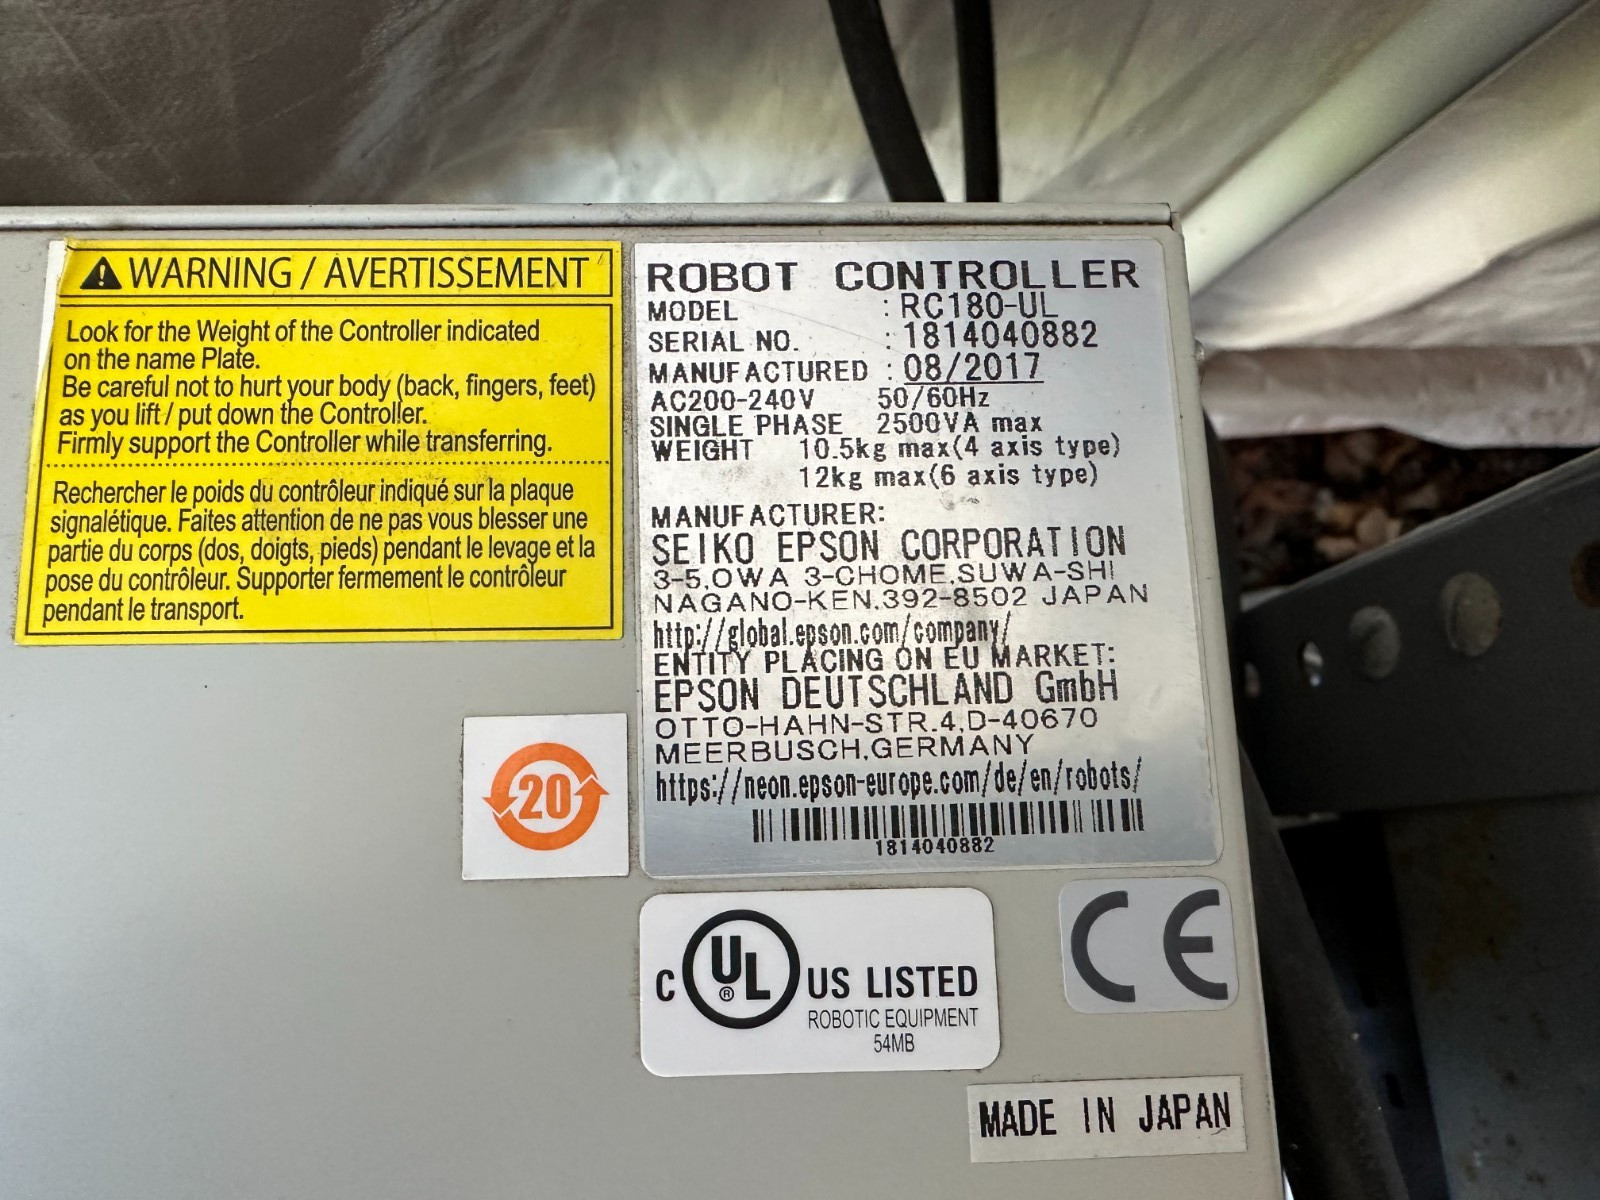 WARNING / AVERTISSEMENT
Look for the Weight of the Controller indicated
on the name Plate.
Be careful not to hurt your body (back, fingers, feet)
as you lift / put down the Controller.
Firmly support the Controller while transferring.
Rechercher le poids du contrôleur indiqué sur la plaque
signalétique. Faites attention de ne pas vous blesser une
partie du corps (dos, doigts, pieds) pendant le levage et la
pose du contrôleur. Supporter fermement le contrôleur
pendant le transport.
ROBOT CONTROLLER
MODEL : RC180-UL
SERIAL NO. : 1814040882
MANUFACTURED : 08/2017
AC200-240V 50/60Hz
SINGLE PHASE 2500VA max
WEIGHT 10.5kg max(4 axis type)
12kg max(6 axis type)
MANUFACTURER:
SEIKO EPSON CORPORATION
3-5,OWA 3-CHOME,SUWA-SHI
NAGANO-KEN,392-8502 JAPAN
http://global.epson.com/company/
ENTITY PLACING ON EU MARKET:
EPSON DEUTSCHLAND GmbH
OTTO-HAHN-STR.4,D-40670
MEERBUSCH,GERMANY
https://neon.epson-europe.com/de/en/robots/
1814040882
20
C UL ® US LISTED
ROBOTIC EQUIPMENT
54MB
CE
MADE IN JAPAN